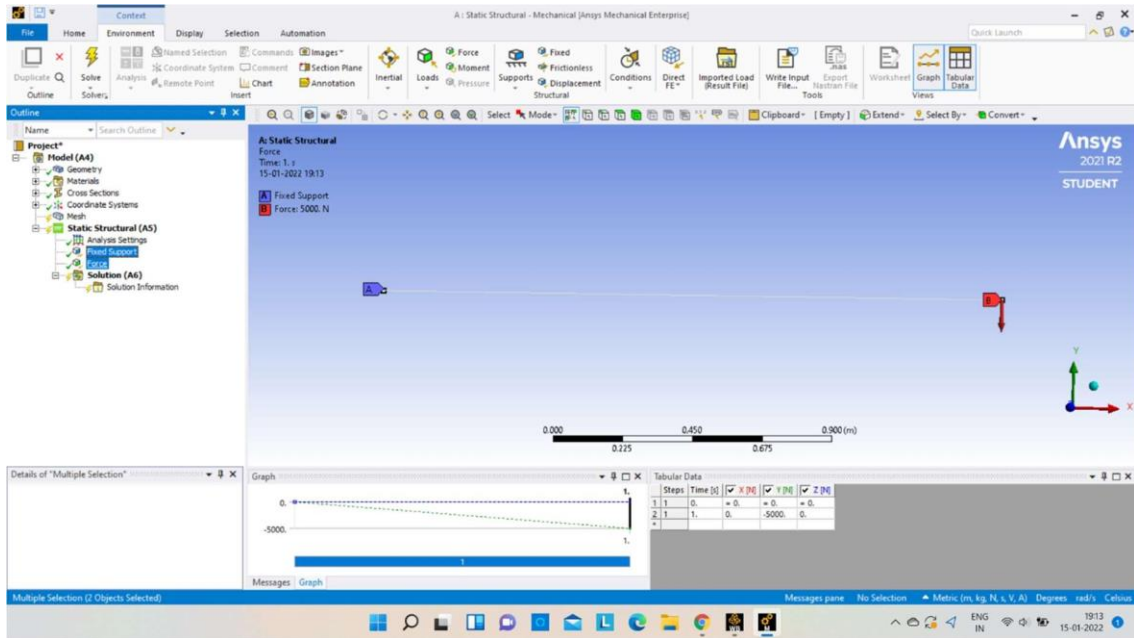 Context
A : Static Structural - Mechanical [Ansys Mechanical Enterprise]
File Home Environment Display Selection Automation
Quick Launch
Duplicate
Outline
Solve
Solver
Analysis
Named Selection
Coordinate System
Remote Point
Commands
Comment
Chart
Images
Section Plane
Annotation
Insert
Inertial
Loads
Force
Moment
Pressure
Supports
Fixed
Frictionless
Displacement
Structural
Conditions
Direct FE
Imported Load (Result File)
Write Input File...
Export Nastran File
Tools
Worksheet
Graph
Tabular Data
Views
Outline
Name Search Outline
Select Mode Clipboard [Empty] Extend Select By Convert
Project*
Model (A4)
Geometry
Materials
Cross Sections
Coordinate Systems
Mesh
Static Structural (A5)
Analysis Settings
Fixed Support
Force
Solution (A6)
Solution Information
A: Static Structural
Force
Time: 1. s
15-01-2022 19:13
A Fixed Support
B Force: 5000. N
Ansys
2021 R2
STUDENT
A
B
Y
X
0.000 0.450 0.900 (m)
0.225 0.675
Details of "Multiple Selection"
Graph
1.
0.
-5000.
1.
1
Messages Graph
Tabular Data
Steps Time [s] X [N] Y [N] Z [N]
1 1 0. = 0. = 0. = 0.
2 1 1. 0. -5000. 0.
*
Multiple Selection (2 Objects Selected)
Messages pane No Selection Metric (m, kg, N, s, V, A) Degrees rad/s Celsius
ENG
IN
19:13
15-01-2022
1